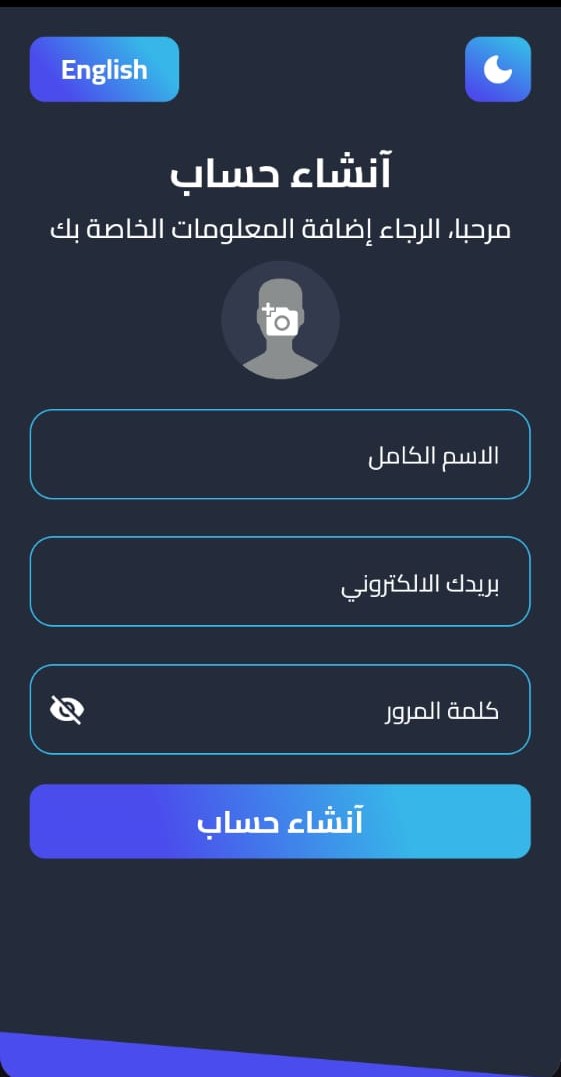 English
آنشاء حساب
مرحبا، الرجاء إضافة المعلومات الخاصة بك
الاسم الكامل
بريدك الالكتروني
كلمة المرور
آنشاء حساب